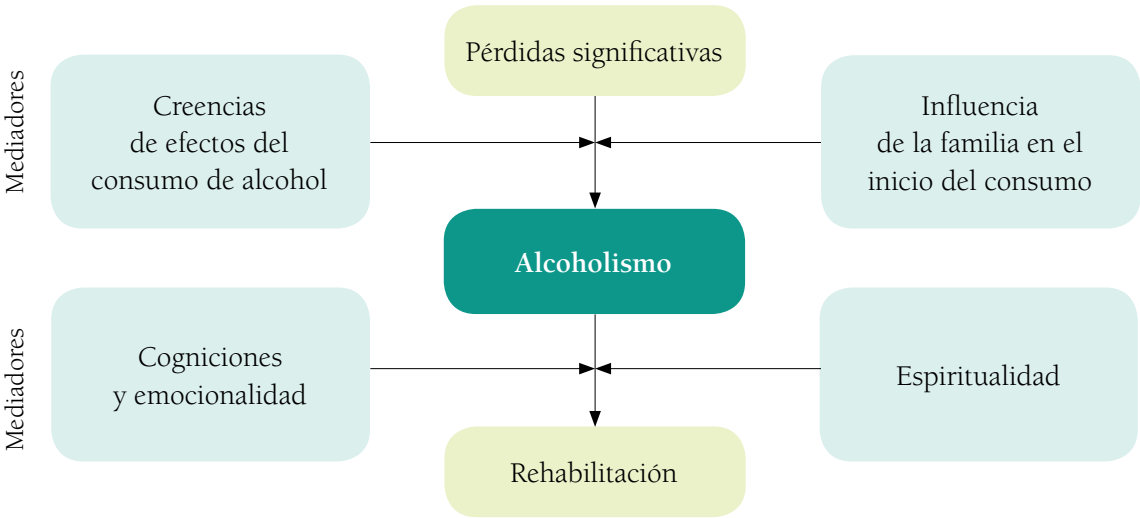 Pérdidas significativas
Mediadores
Creencias
de efectos del
consumo de alcohol
Influencia
de la familia en el
inicio del consumo
Alcoholismo
Mediadores
Cogniciones
y emocionalidad
Espiritualidad
Rehabilitación